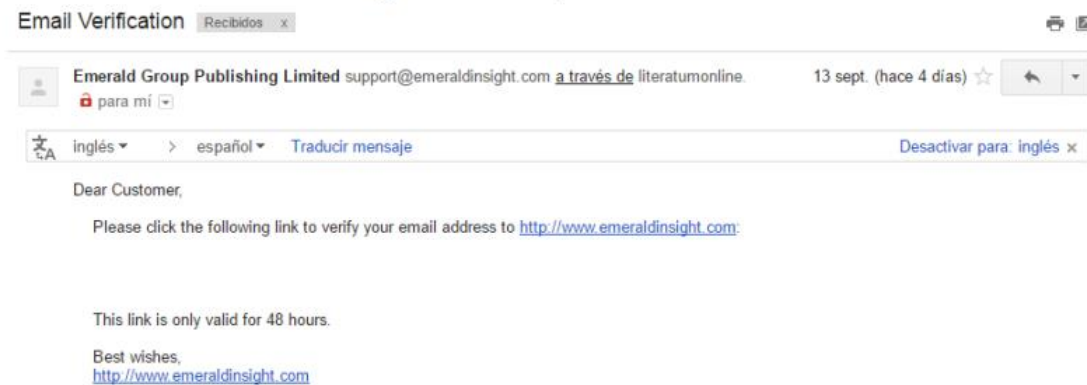 Email Verification Recibidos x
Emerald Group Publishing Limited support@emeraldinsight.com a través de literatumonline. 13 sept. (hace 4 días)
para mí
inglés > español Traducir mensaje Desactivar para: inglés x
Dear Customer,
Please click the following link to verify your email address to http://www.emeraldinsight.com:
This link is only valid for 48 hours.
Best wishes,
http://www.emeraldinsight.com